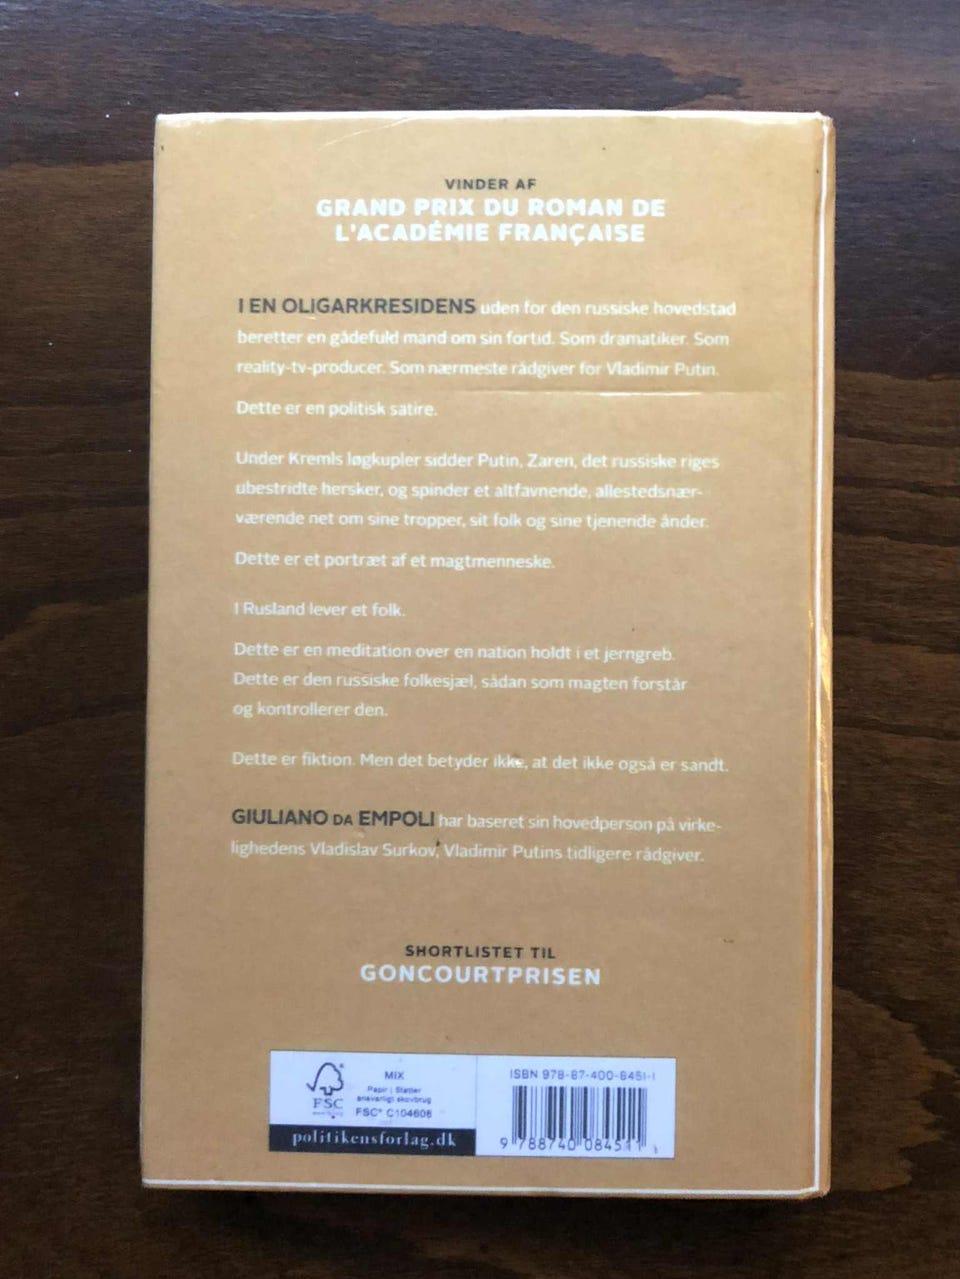 VINDER AF
GRAND PRIX DU ROMAN DE
L'ACADÉMIE FRANÇAISE
I EN OLIGARKRESIDENS uden for den russiske hovedstad
beretter en gådefuld mand om sin fortid. Som dramatiker. Som
reality-tv-producer. Som nærmeste rådgiver for Vladimir Putin.
Dette er en politisk satire.
Under Kremls løgkupler sidder Putin, Zaren, det russiske riges
ubestridte hersker, og spinder et altfavnende, allestedsnær-
værende net om sine tropper, sit folk og sine tjenende ånder.
Dette er et portræt af et magtmenneske.
I Rusland lever et folk.
Dette er en meditation over en nation holdt i et jerngreb.
Dette er den russiske folkesjæl, sådan som magten forstår
og kontrollerer den.
Dette er fiktion. Men det betyder ikke, at det ikke også er sandt.
GIULIANO DA EMPOLI har baseret sin hovedperson på virke-
lighedens Vladislav Surkov, Vladimir Putins tidligere rådgiver.
SHORTLISTET TIL
GONCOURTPRISEN
FSC
MIX
Papir | Støtter
ansvarligt skovbrug
FSC® C104608
politikensforlag.dk
ISBN 978-87-400-8451-1
9 788740 084511